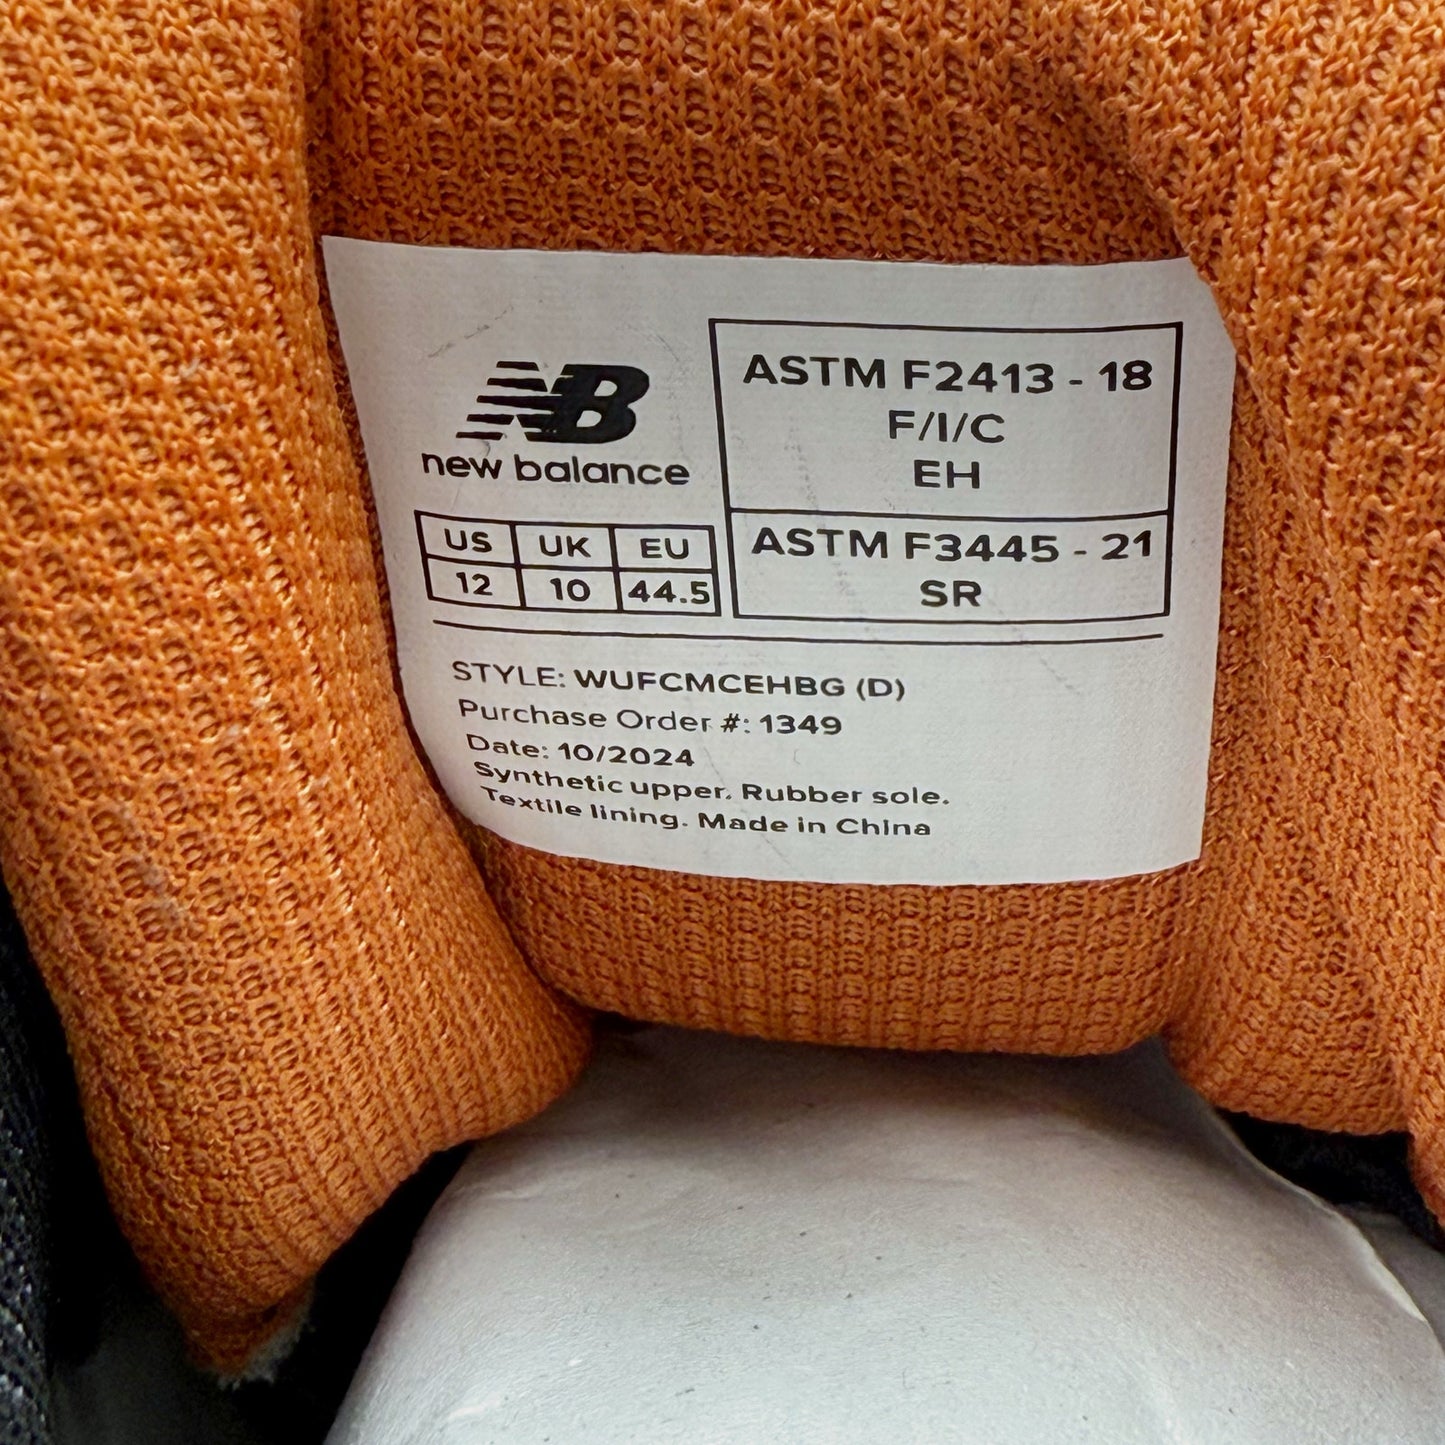 NB
new balance
US UK EU
12 10 44.5
ASTM F2413 - 18
F/I/C
EH
ASTM F3445 - 21
SR
STYLE: WUFCMCEHBG (D)
Purchase Order #: 1349
Date: 10/2024
Synthetic upper. Rubber sole.
Textile lining. Made in China